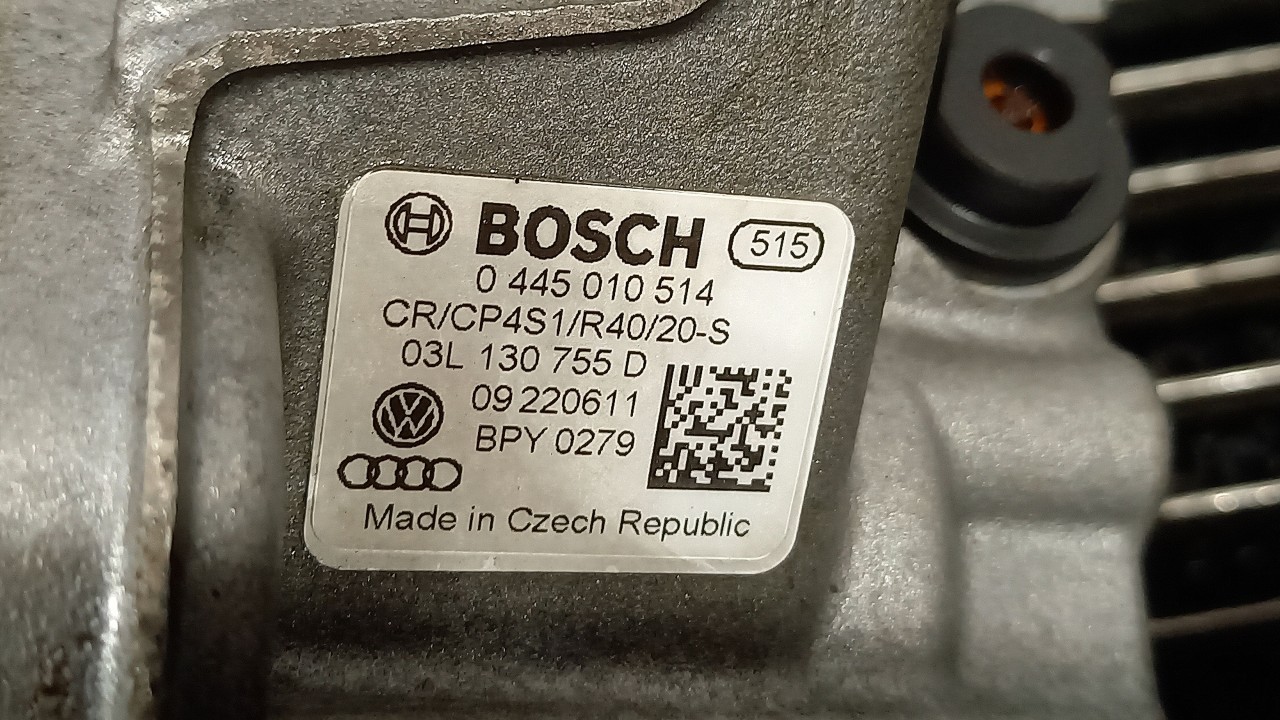 BOSCH 515
0 445 010 514
CR/CP4S1/R40/20-S
03L 130 755 D
09 220611
BPY 0279
Made in Czech Republic